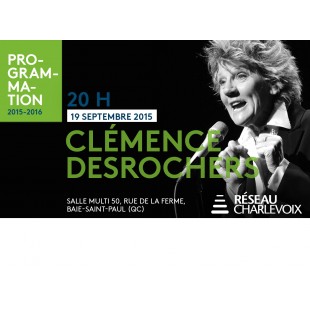 PRO-
GRAM-
MA-
TION
2015-2016
20 H
19 SEPTEMBRE 2015
CLÉMENCE
DESROCHERS
SALLE MULTI 50, RUE DE LA FERME,
BAIE-SAINT-PAUL (QC)
RÉSEAU
CHARLEVOIX